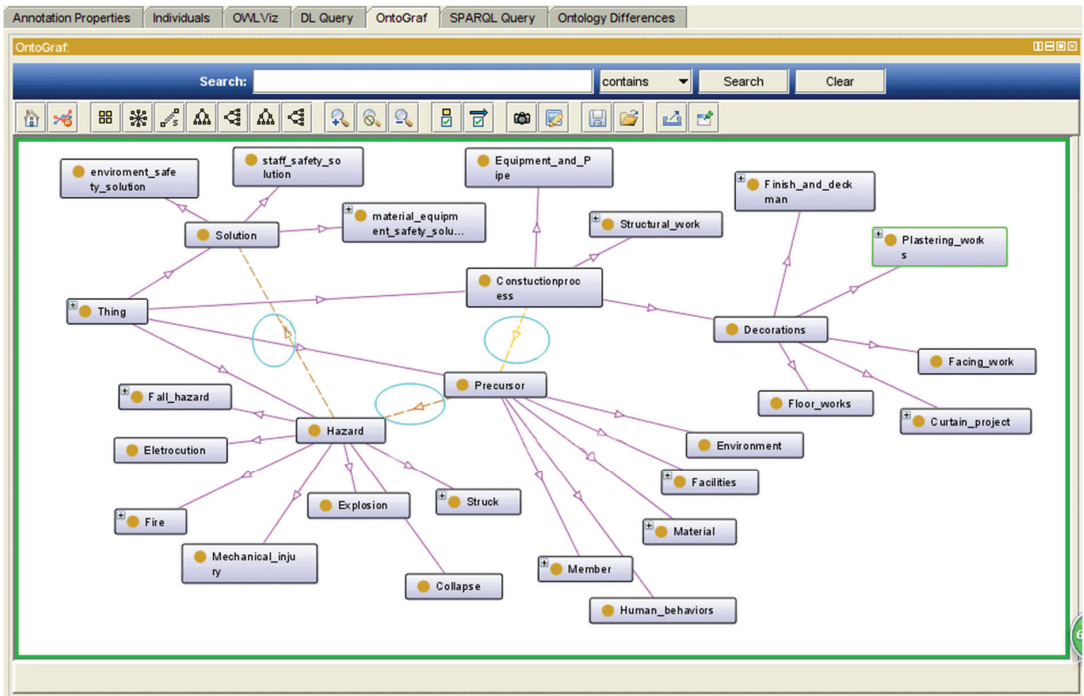 Annotation Properties Individuals OWLViz DL Query OntoGraf SPARQL Query Ontology Differences
OntoGraf:
Search: contains Search Clear
enviroment_safe
ty_solution
staff_safety_so
lution
Equipment_and_P
ipe
Finish_and_deck
man
material_equipm
ent_safety_solu...
Structural_work
Solution
Plastering_work
s
Constuctionproc
ess
Thing
Decorations
Facing_work
Precursor
Fall_hazard
Floor_works
Curtain_project
Hazard
Environment
Eletrocution
Facilities
Struck
Explosion
Fire
Material
Mechanical_inju
ry
Member
Collapse
Human_behaviors